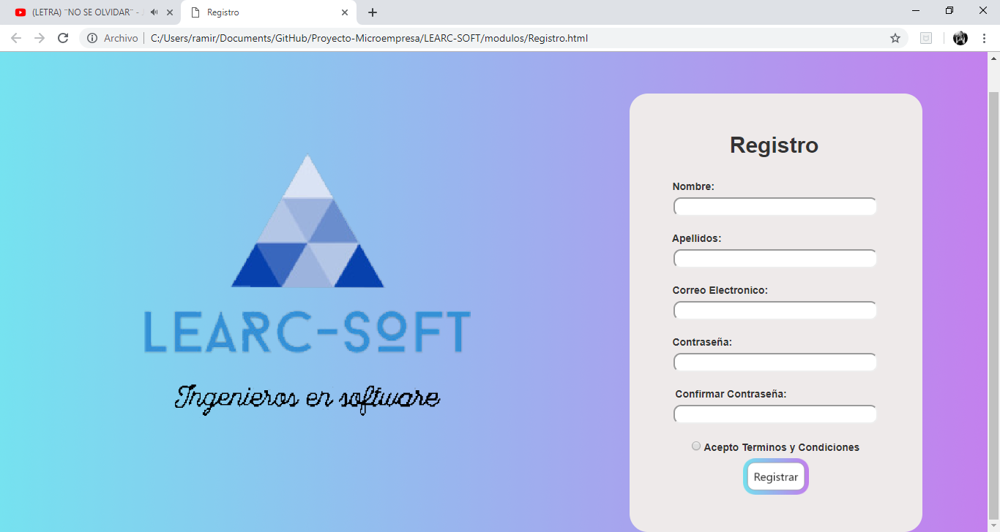 (LETRA) ¨NO SE OLVIDAR¨ -
Registro
Archivo
C:/Users/ramir/Documents/GitHub/Proyecto-Microempresa/LEARC-SOFT/modulos/Registro.html
LEARC-SOFT
Ingenieros en software
Registro
Nombre:
Apellidos:
Correo Electronico:
Contraseña:
Confirmar Contraseña:
Acepto Terminos y Condiciones
Registrar